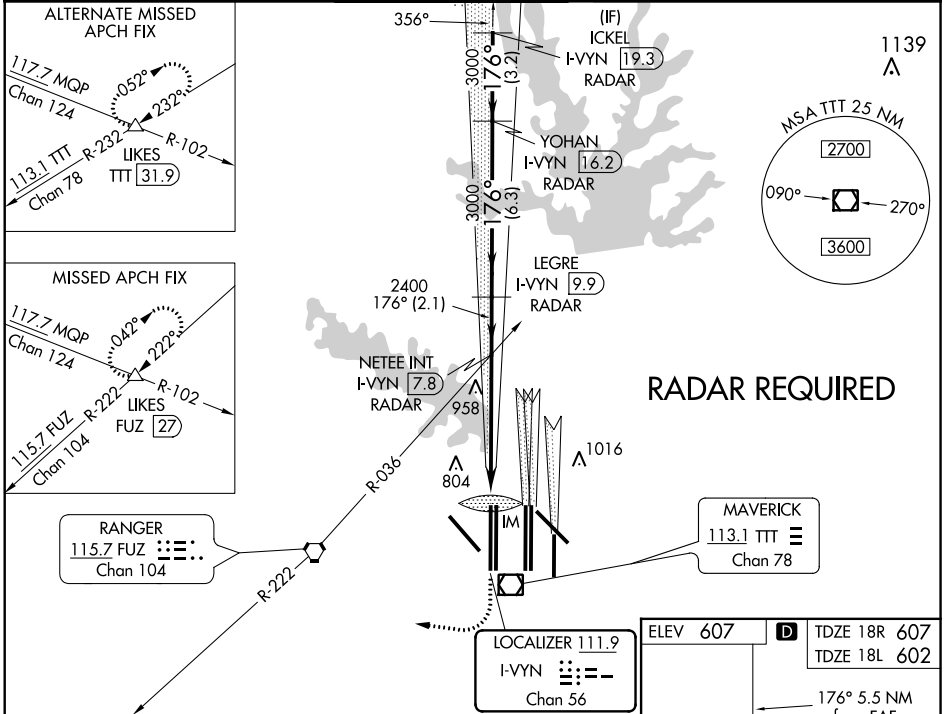 ALTERNATE MISSED
APCH FIX
117.7 MQP
Chan 124
052°
232°
R-232
R-102
113.1 TTT
Chan 78
LIKES
TTT 31.9
MISSED APCH FIX
117.7 MQP
Chan 124
042°
222°
R-222
R-102
115.7 FUZ
Chan 104
LIKES
FUZ 27
356°
3000
176°
(3.2)
(IF)
ICKEL
I-VYN 19.3
RADAR
YOHAN
I-VYN 16.2
RADAR
3000
176°
(6.3)
LEGRE
I-VYN 9.9
RADAR
2400
176° (2.1)
NETEE INT
I-VYN 7.8
RADAR
958
804
1016
1139
MSA TTT 25 NM
2700
090°
270°
3600
RADAR REQUIRED
R-036
IM
RANGER
115.7 FUZ
Chan 104
R-222
MAVERICK
113.1 TTT
Chan 78
LOCALIZER 111.9
I-VYN
Chan 56
ELEV 607
D
TDZE 18R 607
TDZE 18L 602
176° 5.5 NM
from FAF